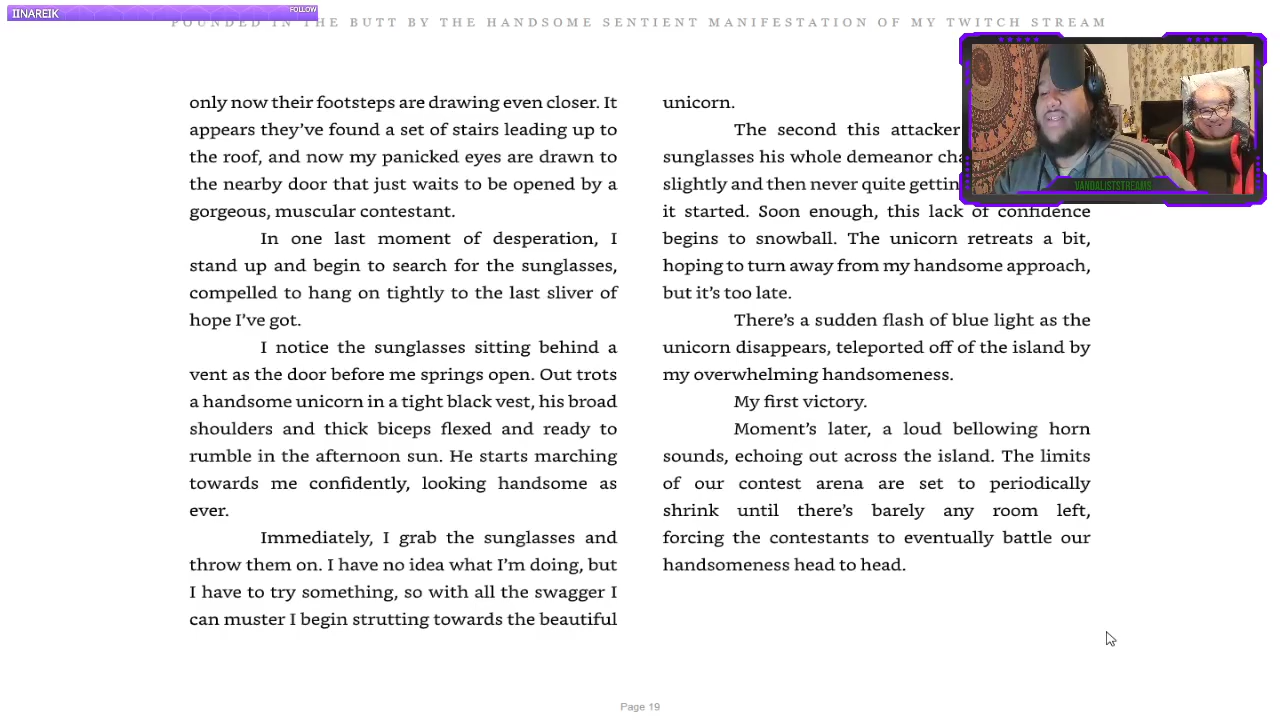 IINAREIK
FOLLOW
POUNDED IN THE BUTT BY THE HANDSOME SENTIENT MANIFESTATION OF MY TWITCH STREAM
only now their footsteps are drawing even closer. It
appears they've found a set of stairs leading up to
the roof, and now my panicked eyes are drawn to
the nearby door that just waits to be opened by a
gorgeous, muscular contestant.
In one last moment of desperation, I
stand up and begin to search for the sunglasses,
compelled to hang on tightly to the last sliver of
hope I've got.
I notice the sunglasses sitting behind a
vent as the door before me springs open. Out trots
a handsome unicorn in a tight black vest, his broad
shoulders and thick biceps flexed and ready to
rumble in the afternoon sun. He starts marching
towards me confidently, looking handsome as
ever.
Immediately, I grab the sunglasses and
throw them on. I have no idea what I'm doing, but
I have to try something, so with all the swagger I
can muster I begin strutting towards the beautiful
unicorn.
The second this attacker
sunglasses his whole demeanor
slightly and then never quite
it started. Soon enough, this lack of confidence
begins to snowball. The unicorn retreats a bit,
hoping to turn away from my handsome approach,
but it's too late.
There's a sudden flash of blue light as the
unicorn disappears, teleported off of the island by
my overwhelming handsomeness.
My first victory.
Moment's later, a loud bellowing horn
sounds, echoing out across the island. The limits
of our contest arena are set to periodically
shrink until there's barely any room left,
forcing the contestants to eventually battle our
handsomeness head to head.
VANDALISTSTREAMS
Page 19